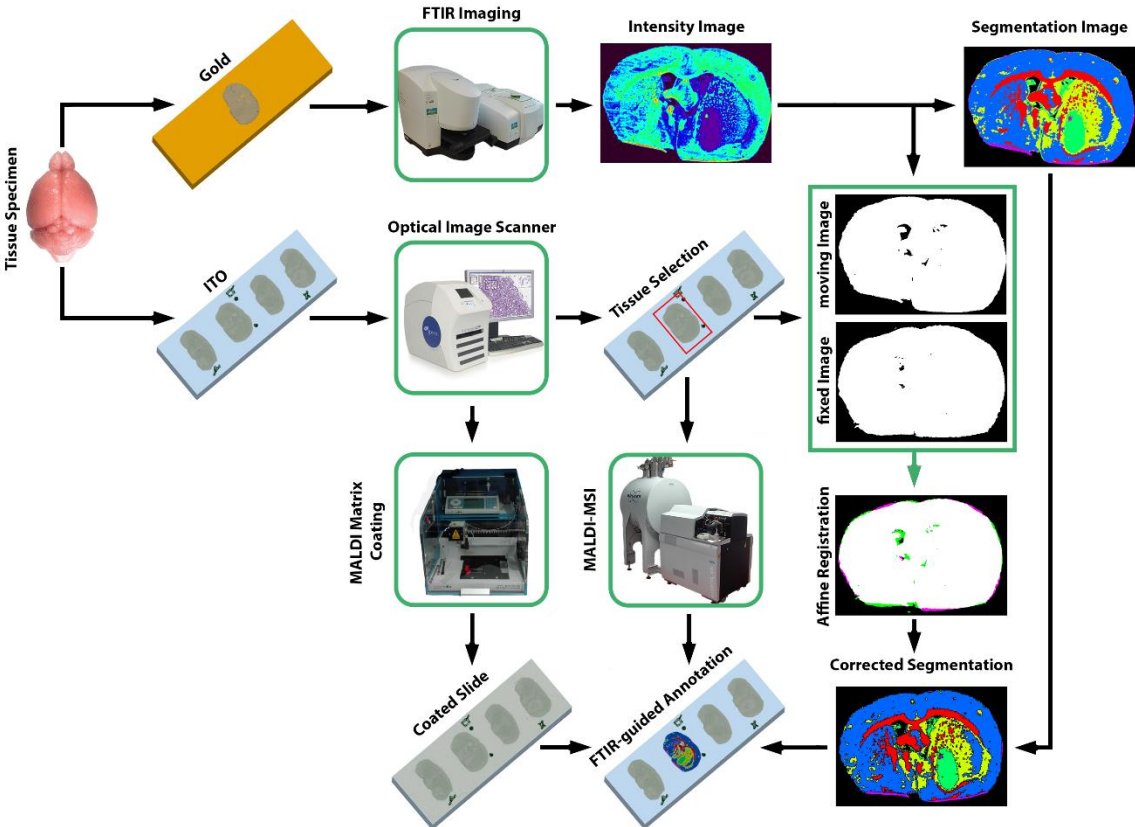 FTIR Imaging
Intensity Image
Segmentation Image
Gold
Tissue Specimen
moving Image
Optical Image Scanner
ITO
Tissue Selection
fixed Image
MALDI Matrix
Coating
MALDI-MSI
Affine Registration
Corrected Segmentation
Coated Slide
FTIR-guided Annotation